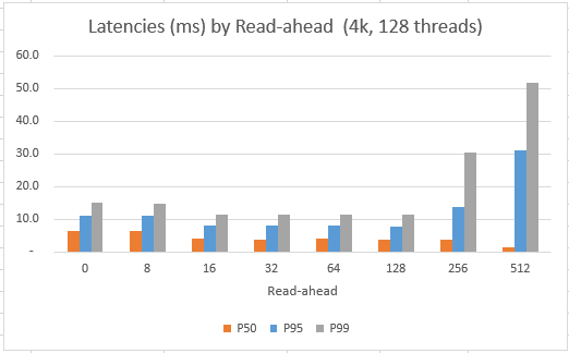 Latencies (ms) by Read-ahead (4k, 128 threads)
60.0
50.0
40.0
30.0
20.0
10.0
-
0 8 16 32 64 128 256 512
Read-ahead
P50 P95 P99